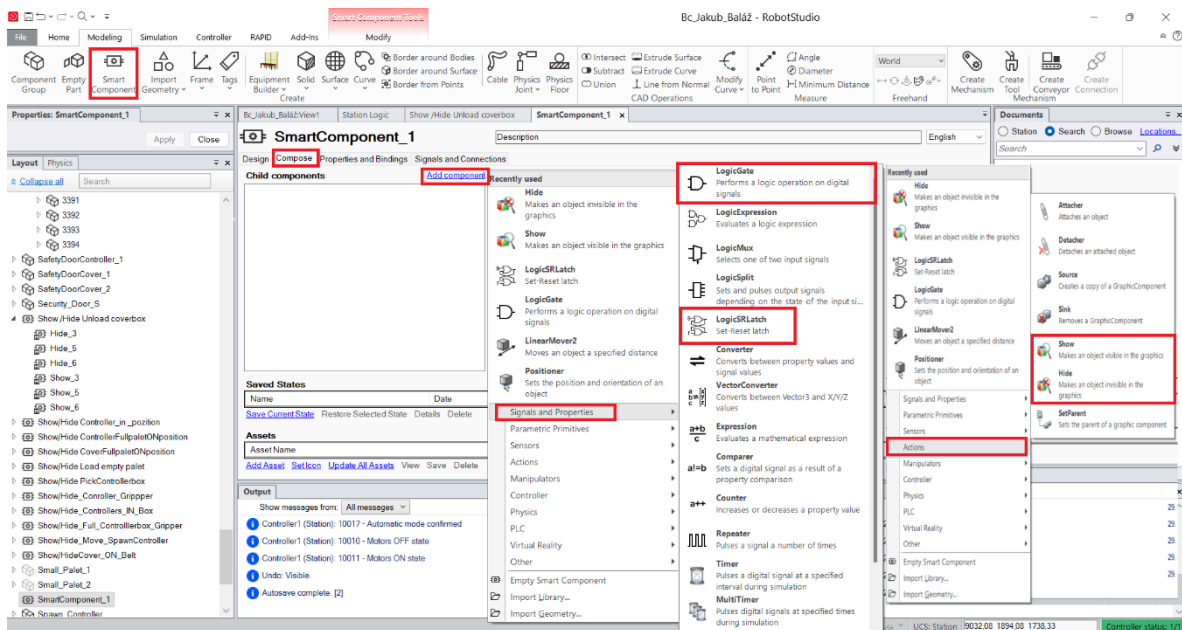 Smart Component Tools
Bc_Jakub_Baláž - RobotStudio
File Home Modeling Simulation Controller RAPID Add-Ins Modify
Component Group
Empty Part
Smart Component
Import Geometry
Frame
Tags
Equipment Builder
Solid
Surface
Curve
Border around Bodies
Border around Surface
Border from Points
Cable
Physics Joint
Physics Floor
Intersect
Subtract
Union
Extrude Surface
Extrude Curve
Line from Normal
Modify Curve
Point to Point
Angle
Diameter
Minimum Distance
World
Create Mechanism
Create Tool
Create Conveyor
Create Connection
Create
CAD Operations
Measure
Freehand
Mechanism
Properties: SmartComponent_1
Apply Close
Layout Physics
Collapse all Search
3391
3392
3393
3394
SafetyDoorController_1
SafetyDoorCover_1
SafetyDoorCover_2
Security_Door_S
Show /Hide Unload coverbox
Hide_3
Hide_5
Hide_6
Show_3
Show_5
Show_6
Show/Hide Controller_in _pozition
Show/Hide ControllerFullpaletONposition
Show/Hide CoverFullpaletONposition
Show/Hide Load empty palet
Show/Hide PickControllerbox
Show/Hide_Conroller_Grippper
Show/Hide_Controllers_IN_Box
Show/Hide_Full_Controlllerbox_Gripper
Show/Hide_Move_SpawnController
Show/HideCover_ON_Belt
Small_Palet_1
Small_Palet_2
SmartComponent_1
Spawn_Controller
Bc_Jakub_Baláž:View1 Station Logic Show /Hide Unload coverbox SmartComponent_1
SmartComponent_1
Description
English
Design Compose Properties and Bindings Signals and Connections
Child components Add component
Saved States
Name Date
Save Current State Restore Selected State Details Delete
Assets
Asset Name
Add Asset Set Icon Update All Assets View Save Delete
Output
Show messages from: All messages
Controller1 (Station): 10017 - Automatic mode confirmed
Controller1 (Station): 10010 - Motors OFF state
Controller1 (Station): 10011 - Motors ON state
Undo: Visible.
Autosave complete. [2]
Recently used
Hide
Makes an object invisible in the
graphics
Show
Makes an object visible in the graphics
LogicSRLatch
Set-Reset latch
LogicGate
Performs a logic operation on digital
signals
LinearMover2
Moves an object a specified distance
Positioner
Sets the position and orientation of an
object
Signals and Properties
Parametric Primitives
Sensors
Actions
Manipulators
Controller
Physics
PLC
Virtual Reality
Other
Empty Smart Component
Import Library...
Import Geometry...
LogicGate
Performs a logic operation on digital
signals
LogicExpression
Evaluates a logic expression
LogicMux
Selects one of two input signals
LogicSplit
Sets and pulses output signals
depending on the state of the input si...
LogicSRLatch
Set-Reset latch
Converter
Converts between property values and
signal values
VectorConverter
Converts between Vector3 and X/Y/Z
values
Expression
Evaluates a mathematical expression
Comparer
Sets a digital signal as a result of a
property comparison
Counter
Increases or decreases a property value
Repeater
Pulses a signal a number of times
Timer
Pulses a digital signal at a specified
interval during simulation
MultiTimer
Pulses digital signals at specified times
during simulation
Recently used
Hide
Makes an object invisible in the
graphics
Show
Makes an object visible in the graphics
LogicSRLatch
Set-Reset latch
LogicGate
Performs a logic operation on digital
signals
LinearMover2
Moves an object a specified distance
Positioner
Sets the position and orientation of an
object
Signals and Properties
Parametric Primitives
Sensors
Actions
Manipulators
Controller
Physics
PLC
Virtual Reality
Other
Empty Smart Component
Import Library...
Import Geometry...
Documents
Station Search Browse Locations...
Search
Attacher
Attaches an object
Detacher
Detaches an attached object
Source
Creates a copy of a GraphicComponent
Sink
Removes a GraphicComponent
Show
Makes an object visible in the graphics
Hide
Makes an object invisible in the
graphics
SetParent
Sets the parent of a graphic component
29.
29.
29.
29.
29.
UCS: Station 9032,08 1894,08 1738,33 Controller status: 1/1